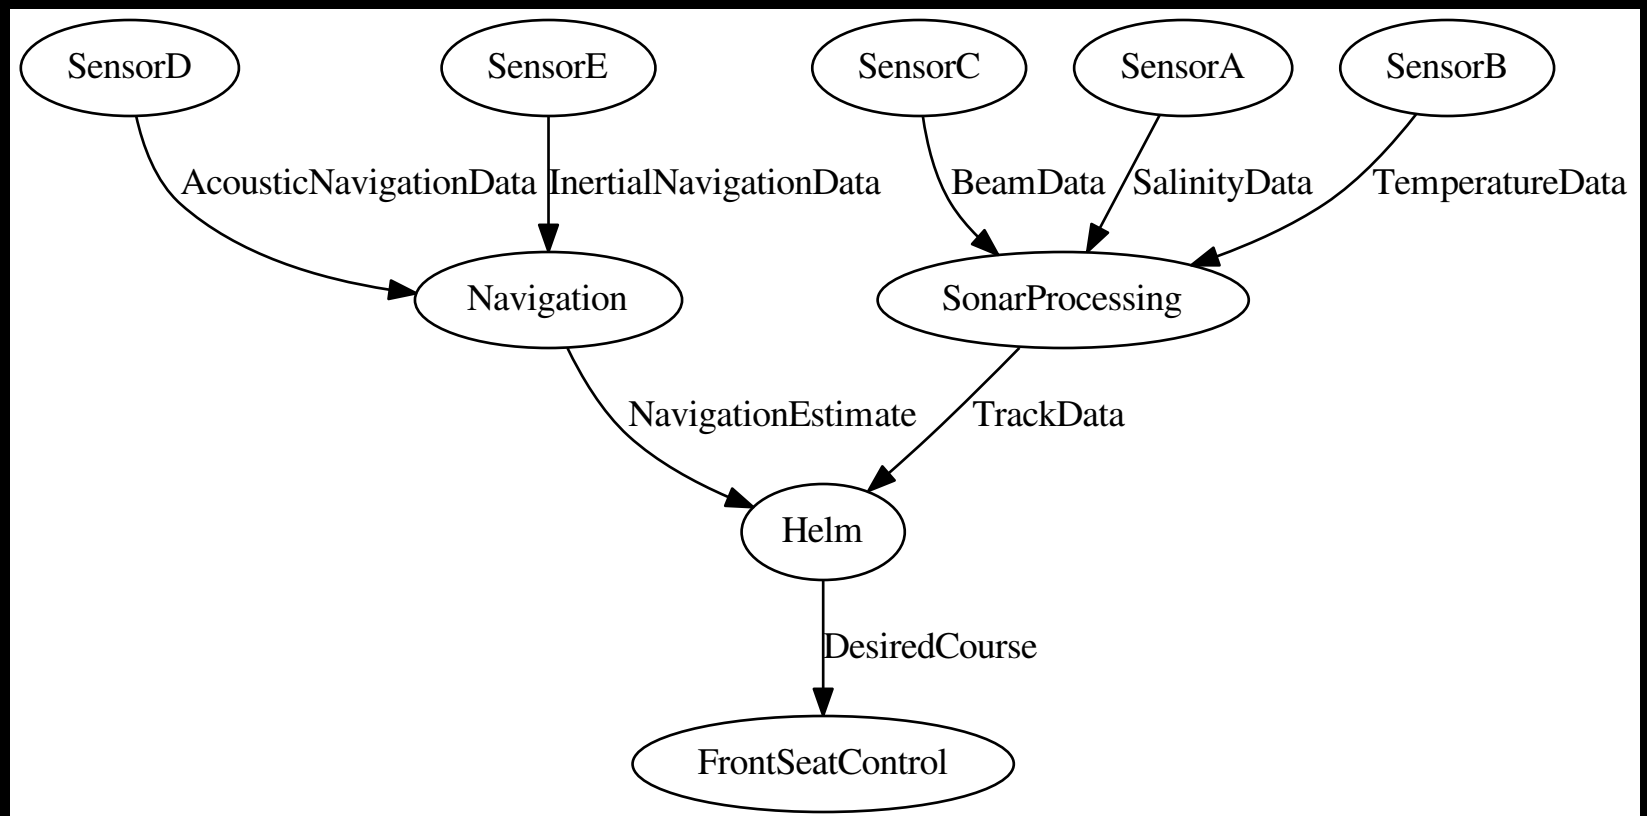 SensorD SensorE SensorC SensorA SensorB
AcousticNavigationData InertialNavigationData BeamData SalinityData TemperatureData
Navigation SonarProcessing
NavigationEstimate TrackData
Helm
DesiredCourse
FrontSeatControl